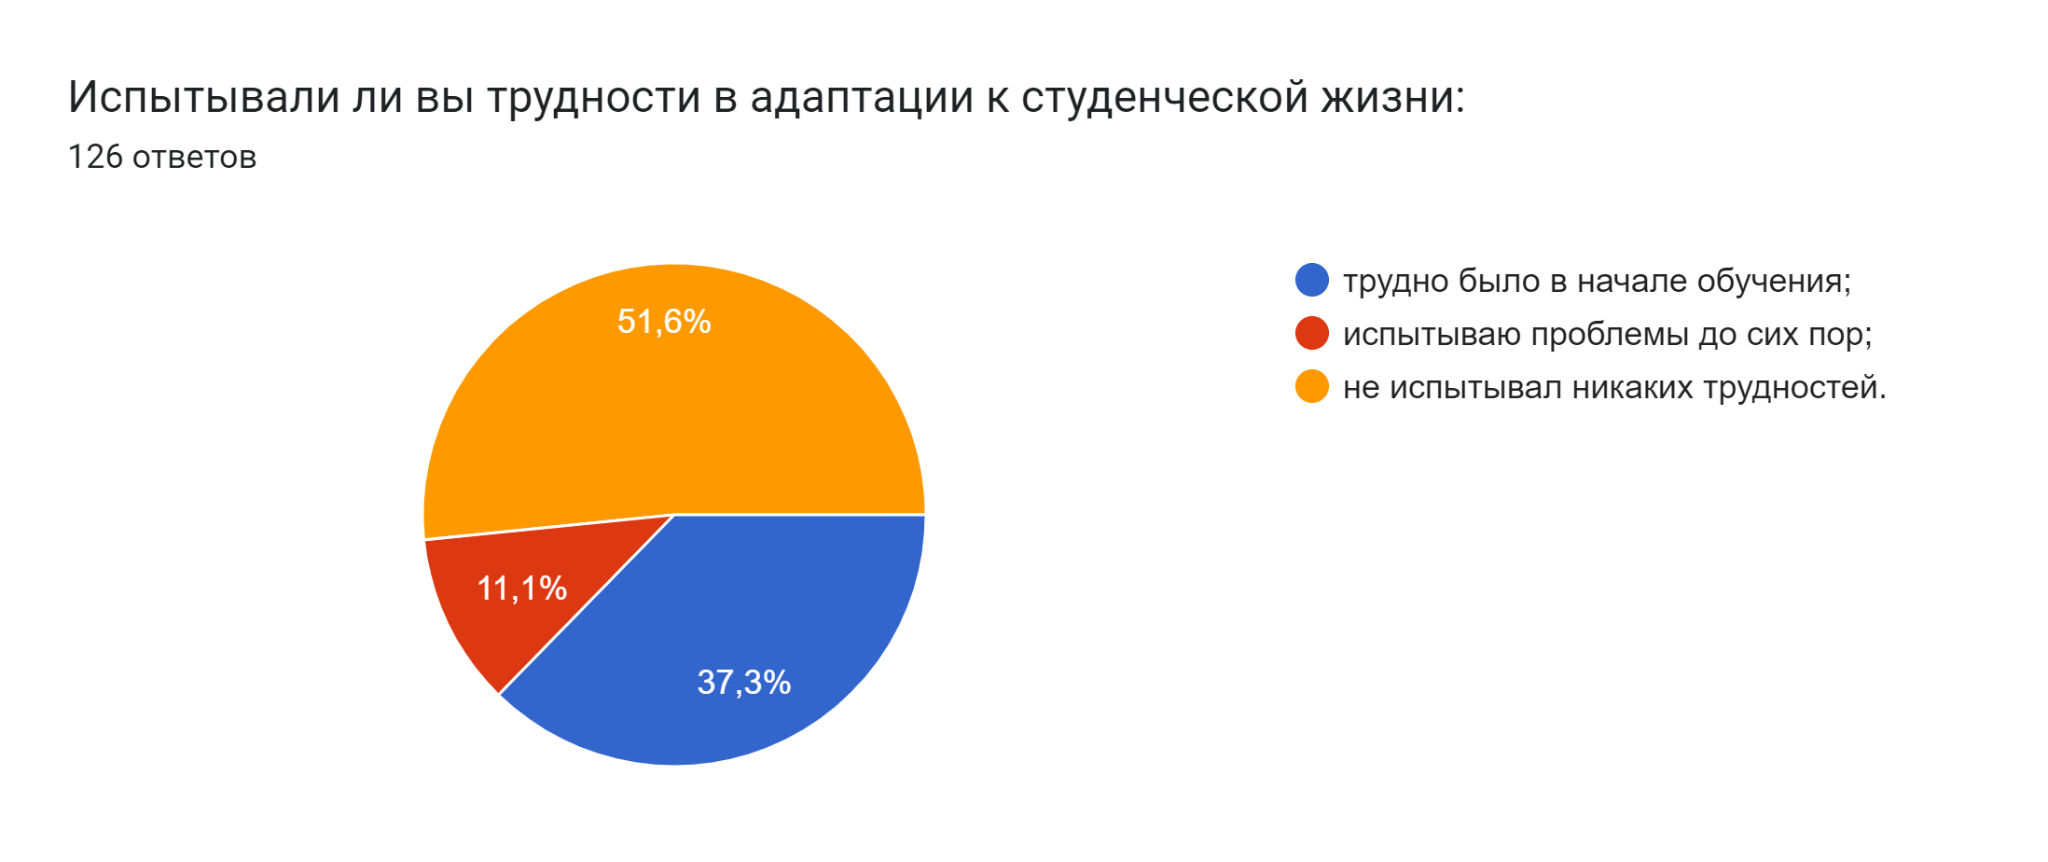 Испытывали ли вы трудности в адаптации к студенческой жизни:
126 ответов
51,6%
11,1%
37,3%
трудно было в начале обучения;
испытываю проблемы до сих пор;
не испытывал никаких трудностей.